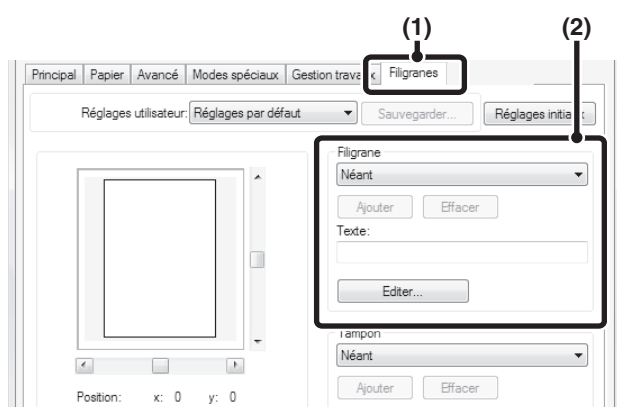 (1) (2)
Principal Papier Avancé Modes spéciaux Gestion trava x Filigranes
Réglages utilisateur: Réglages par défaut Sauvegarder... Réglages initia
Filigrane
Néant
Ajouter Effacer
Texte:
Editer...
Tampon
Néant
Ajouter Effacer
Position: x: 0 y: 0